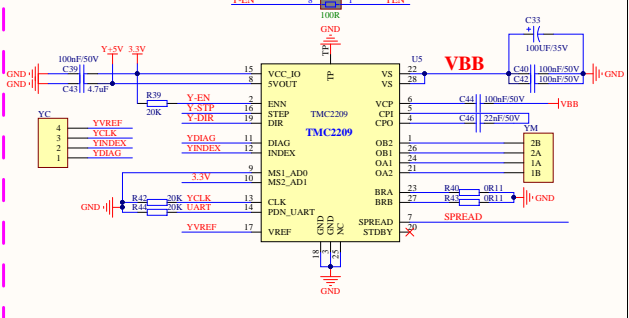 100R
GND
C33
100UF/35V
Y+5V 3.3V
100nF/50V
GND C39
GND C43 4.7uF
U5
VBB
C40 100nF/50V
C42 100nF/50V
GND
15 VCC_IO TP VS 22
8 5VOUT VS 28
R39
20K
Y-EN 2 ENN VCP 6 C44 100nF/50V VBB
Y-STP 16 STEP TMC2209 CPI 5
Y-DIR 19 DIR CPO 4 C46 22nF/50V
TMC2209
YC
4 YVREF
3 YCLK
2 YINDEX
1 YDIAG
YDIAG 11 DIAG OB2 1
YINDEX 12 INDEX OB1 26
OA1 24
OA2 21
YM
2B
2A
1A
1B
9 MS1_AD0
3.3V 10 MS2_AD1
BRA 23 R40 0R11
BRB 27 R43 0R11
GND
GND R42 20K YCLK 13 CLK
R44 20K UART 14 PDN_UART
SPREAD 7 SPREAD
STDBY 20
YVREF 17 VREF
GND GND NC
18 3 25
GND